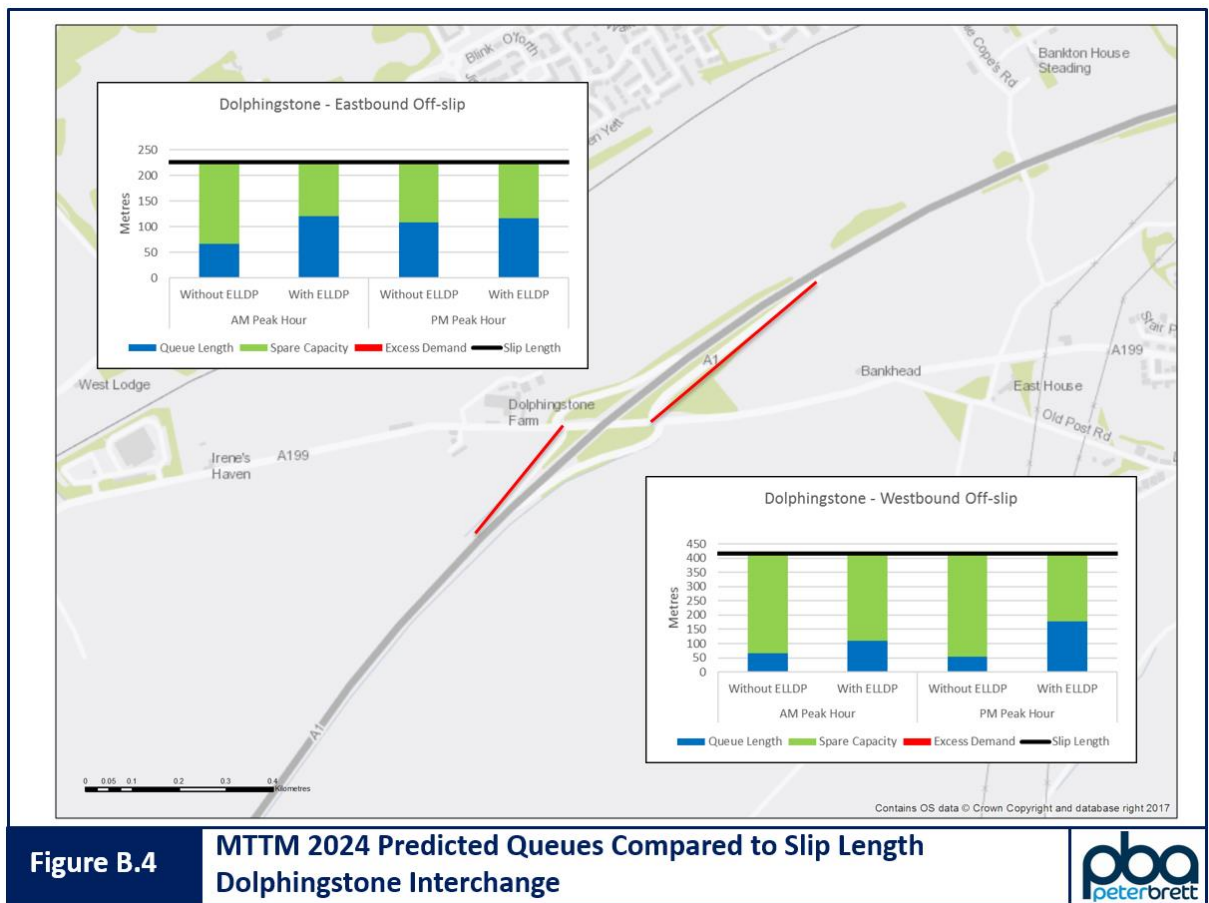 Blink O'forth
Cope's Rd
Bankton House
Steading
Dolphingstone - Eastbound Off-slip
Metres
250
200
150
100
50
0
Without ELLDP With ELLDP Without ELLDP With ELLDP
AM Peak Hour PM Peak Hour
Queue Length Spare Capacity Excess Demand Slip Length
A1
A199
Bankhead
West Lodge
East House
Dolphingstone
Farm
Old Post Rd
Irene's
Haven
A199
Dolphingstone - Westbound Off-slip
Metres
450
400
350
300
250
200
150
100
50
0
Without ELLDP With ELLDP Without ELLDP With ELLDP
AM Peak Hour PM Peak Hour
Queue Length Spare Capacity Excess Demand Slip Length
A1
0 0.05 0.1 0.2 0.3 0.4
Kilometres
Contains OS data © Crown Copyright and database right 2017
Figure B.4
MTTM 2024 Predicted Queues Compared to Slip Length
Dolphingstone Interchange
pba
peterbrett